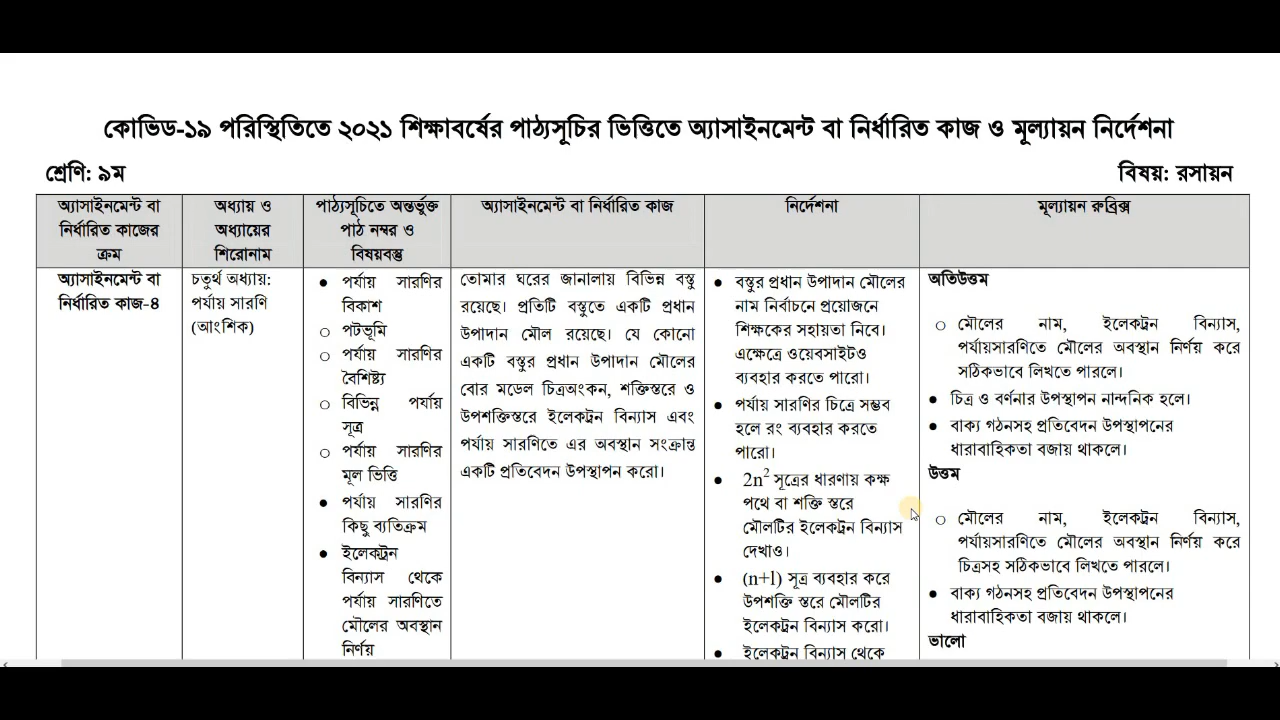 কোভিড-১৯ পরিস্থিতিতে ২০২১ শিক্ষাবর্ষের পাঠ্যসূচির ভিত্তিতে অ্যাসাইনমেন্ট বা নির্ধারিত কাজ ও মূল্যায়ন নির্দেশনা
শ্রেণি: ৯ম
বিষয়: রসায়ন
অ্যাসাইনমেন্ট বা
নির্ধারিত কাজের
ক্রম
অধ্যায় ও
অধ্যায়ের
শিরোনাম
পাঠ্যসূচিতে অন্তর্ভুক্ত
পাঠ নম্বর ও
বিষয়বস্তু
অ্যাসাইনমেন্ট বা নির্ধারিত কাজ
নির্দেশনা
মূল্যায়ন রুব্রিক্স
অ্যাসাইনমেন্ট বা
নির্ধারিত কাজ-৪
চতুর্থ অধ্যায়:
পর্যায় সারণি
(আংশিক)
● পর্যায় সারণির
বিকাশ
○ পটভূমি
○ পর্যায় সারণির
বৈশিষ্ট্য
○ বিভিন্ন পর্যায়
সূত্র
○ পর্যায় সারণির
মূল ভিত্তি
● পর্যায় সারণির
কিছু ব্যতিক্রম
● ইলেকট্রন
বিন্যাস থেকে
পর্যায় সারণিতে
মৌলের অবস্থান
নির্ণয়
তোমার ঘরের জানালায় বিভিন্ন বস্তু
রয়েছে। প্রতিটি বস্তুতে একটি প্রধান
উপাদান মৌল রয়েছে। যে কোনো
একটি বস্তুর প্রধান উপাদান মৌলের
বোর মডেল চিত্রঅংকন, শক্তিস্তরে ও
উপশক্তিস্তরে ইলেকট্রন বিন্যাস এবং
পর্যায় সারণিতে এর অবস্থান সংক্রান্ত
একটি প্রতিবেদন উপস্থাপন করো।
● বস্তুর প্রধান উপাদান মৌলের
নাম নির্বাচনে প্রয়োজনে
শিক্ষকের সহায়তা নিবে।
এক্ষেত্রে ওয়েবসাইটও
ব্যবহার করতে পারো।
● পর্যায় সারণির চিত্রে সম্ভব
হলে রং ব্যবহার করতে
পারো।
● 2n² সূত্রের ধারণায় কক্ষ
পথে বা শক্তি স্তরে
মৌলটির ইলেকট্রন বিন্যাস
দেখাও।
● (n+l) সূত্র ব্যবহার করে
উপশক্তি স্তরে মৌলটির
ইলেকট্রন বিন্যাস করো।
● ইলেকট্রন বিন্যাস থেকে
অতিউত্তম
○ মৌলের নাম, ইলেকট্রন বিন্যাস,
পর্যায়সারণিতে মৌলের অবস্থান নির্ণয় করে
সঠিকভাবে লিখতে পারলে।
● চিত্র ও বর্ণনার উপস্থাপন নান্দনিক হলে।
● বাক্য গঠনসহ প্রতিবেদন উপস্থাপনের
ধারাবাহিকতা বজায় থাকলে।
উত্তম
○ মৌলের নাম, ইলেকট্রন বিন্যাস,
পর্যায়সারণিতে মৌলের অবস্থান নির্ণয় করে
চিত্রসহ সঠিকভাবে লিখতে পারলে।
● বাক্য গঠনসহ প্রতিবেদন উপস্থাপনের
ধারাবাহিকতা বজায় থাকলে।
ভালো